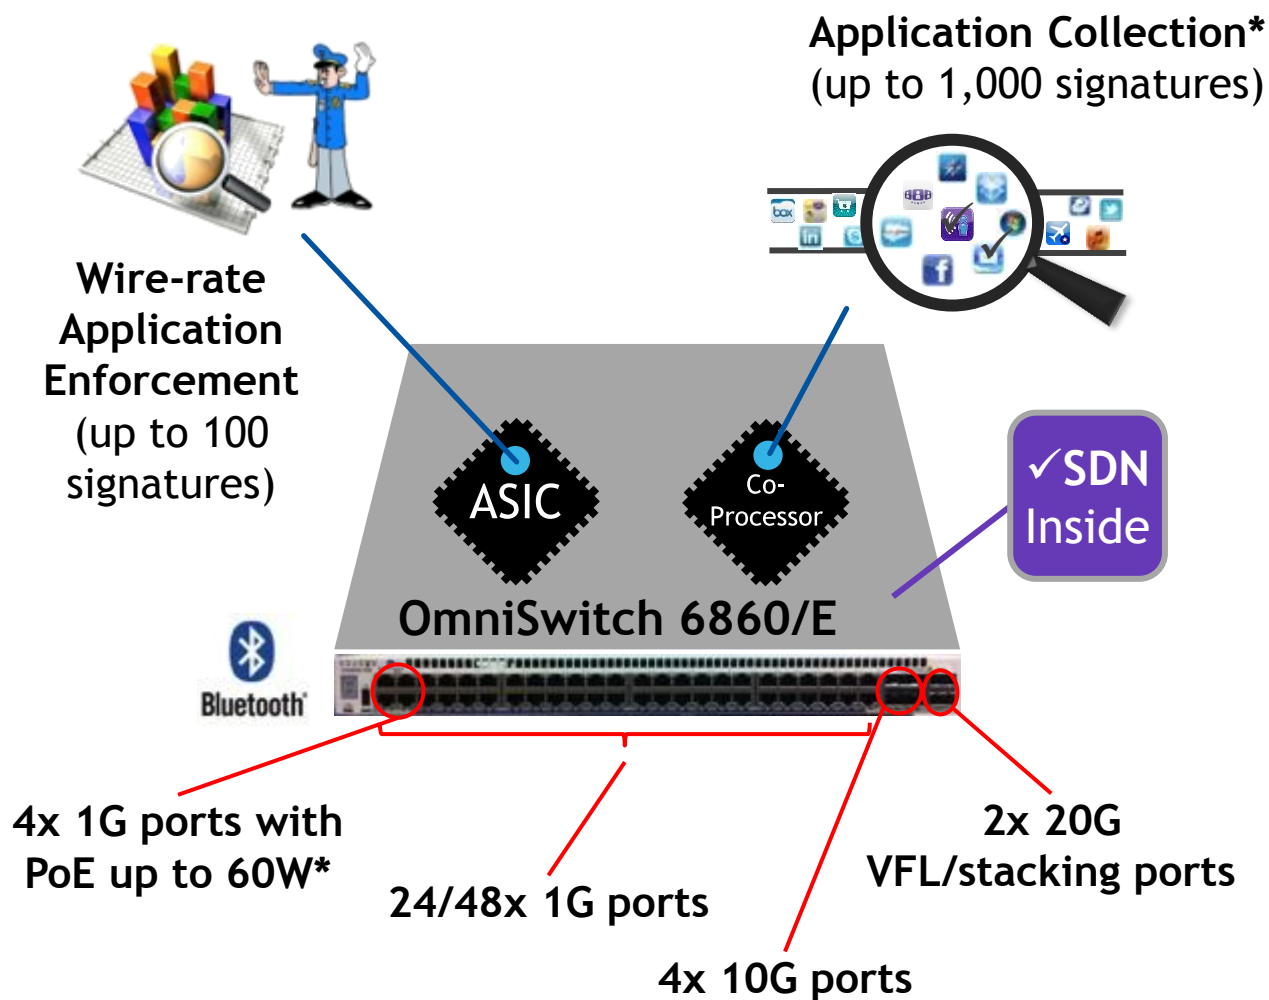 Application Collection*
(up to 1,000 signatures)
box
in
f
Wire-rate
Application
Enforcement
(up to 100
signatures)
ASIC
Co-
Processor
✓SDN
Inside
OmniSwitch 6860/E
Bluetooth®
4x 1G ports with
PoE up to 60W*
2x 20G
VFL/stacking ports
24/48x 1G ports
4x 10G ports